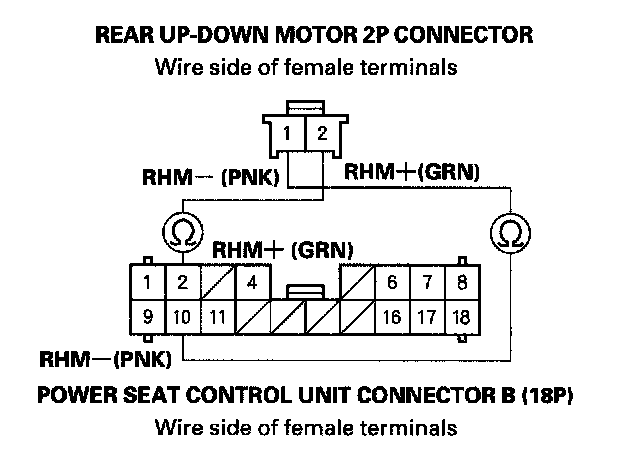 REAR UP-DOWN MOTOR 2P CONNECTOR
Wire side of female terminals
1 2
RHM− (PNK) RHM+(GRN)
Ω Ω
RHM+ (GRN)
1 2 4 6 7 8
9 10 11 16 17 18
RHM−(PNK)
POWER SEAT CONTROL UNIT CONNECTOR B (18P)
Wire side of female terminals